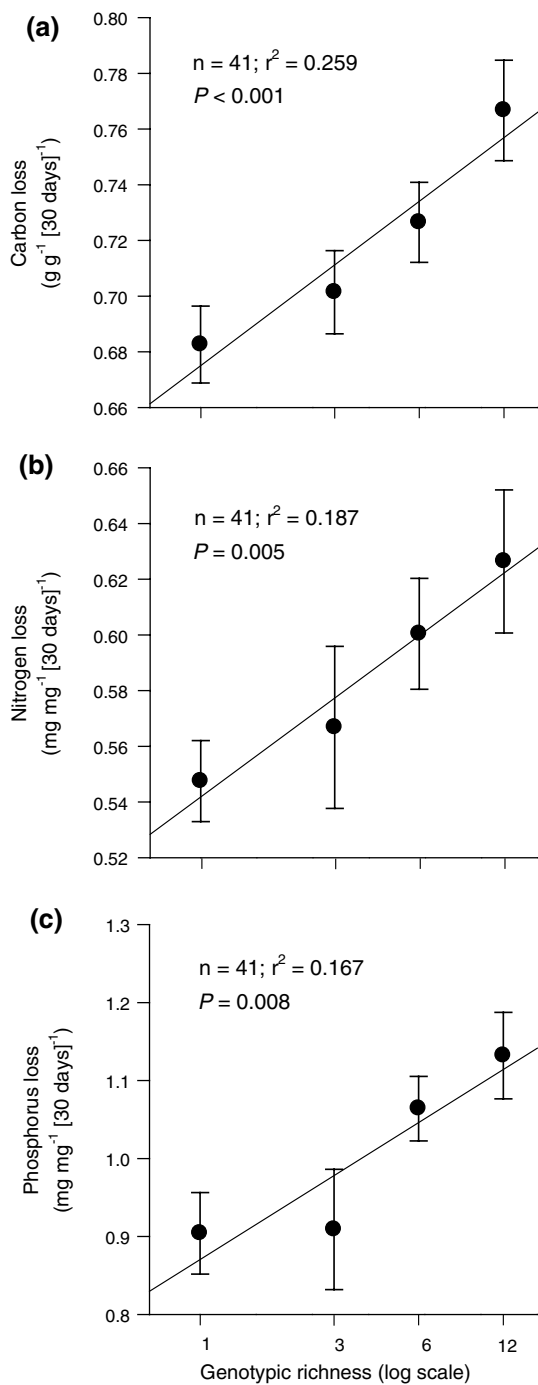 (a)
n = 41; r² = 0.259
P < 0.001
Carbon loss
(g g⁻¹ [30 days]⁻¹
0.80
0.78
0.76
0.74
0.72
0.70
0.68
0.66
(b)
n = 41; r² = 0.187
P = 0.005
Nitrogen loss
(mg mg⁻¹ [30 days]⁻¹
0.66
0.64
0.62
0.60
0.58
0.56
0.54
0.52
(c)
n = 41; r² = 0.167
P = 0.008
Phosphorus loss
(mg mg⁻¹ [30 days]⁻¹
1.3
1.2
1.1
1.0
0.9
0.8
1 3 6 12
Genotypic richness (log scale)